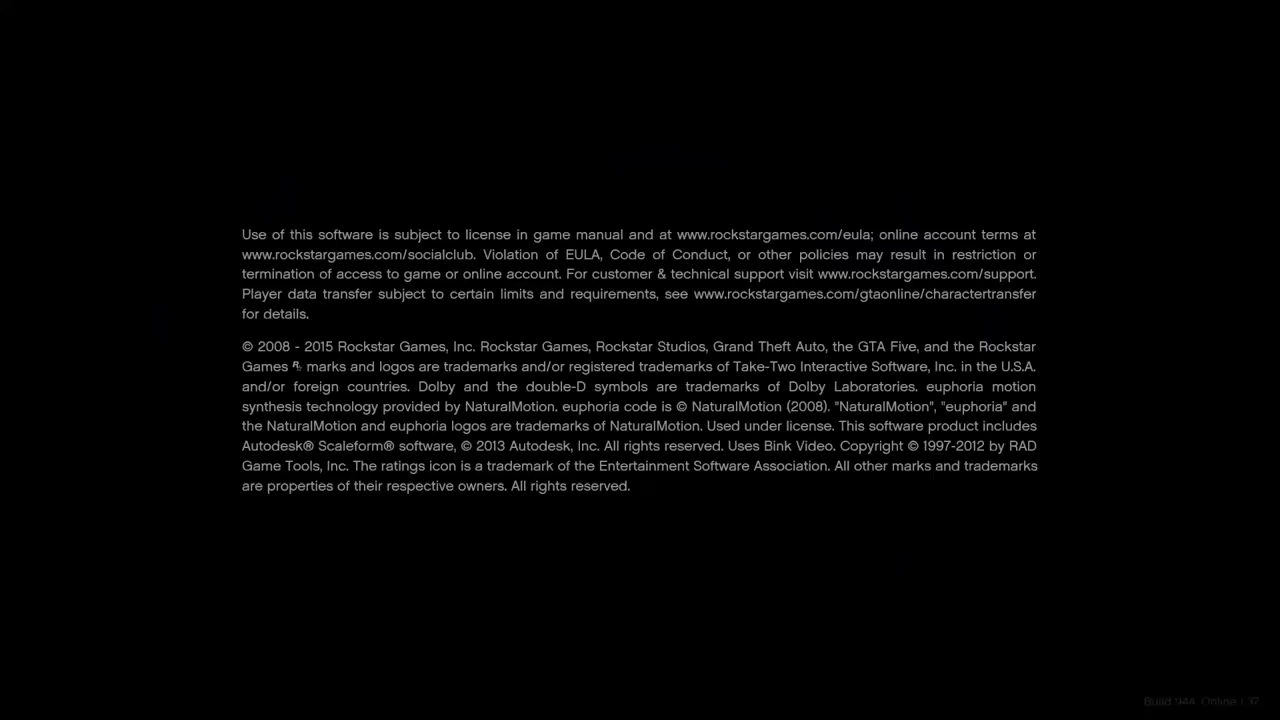 Use of this software is subject to license in game manual and at www.rockstargames.com/eula; online account terms at
www.rockstargames.com/socialclub. Violation of EULA, Code of Conduct, or other policies may result in restriction or
termination of access to game or online account. For customer & technical support visit www.rockstargames.com/support.
Player data transfer subject to certain limits and requirements, see www.rockstargames.com/gtaonline/charactertransfer
for details.
© 2008 - 2015 Rockstar Games, Inc. Rockstar Games, Rockstar Studios, Grand Theft Auto, the GTA Five, and the Rockstar
Games R* marks and logos are trademarks and/or registered trademarks of Take-Two Interactive Software, Inc. in the U.S.A.
and/or foreign countries. Dolby and the double-D symbols are trademarks of Dolby Laboratories. euphoria motion
synthesis technology provided by NaturalMotion. euphoria code is © NaturalMotion (2008). "NaturalMotion", "euphoria" and
the NaturalMotion and euphoria logos are trademarks of NaturalMotion. Used under license. This software product includes
Autodesk® Scaleform® software, © 2013 Autodesk, Inc. All rights reserved. Uses Bink Video. Copyright © 1997-2012 by RAD
Game Tools, Inc. The ratings icon is a trademark of the Entertainment Software Association. All other marks and trademarks
are properties of their respective owners. All rights reserved.
Build Online